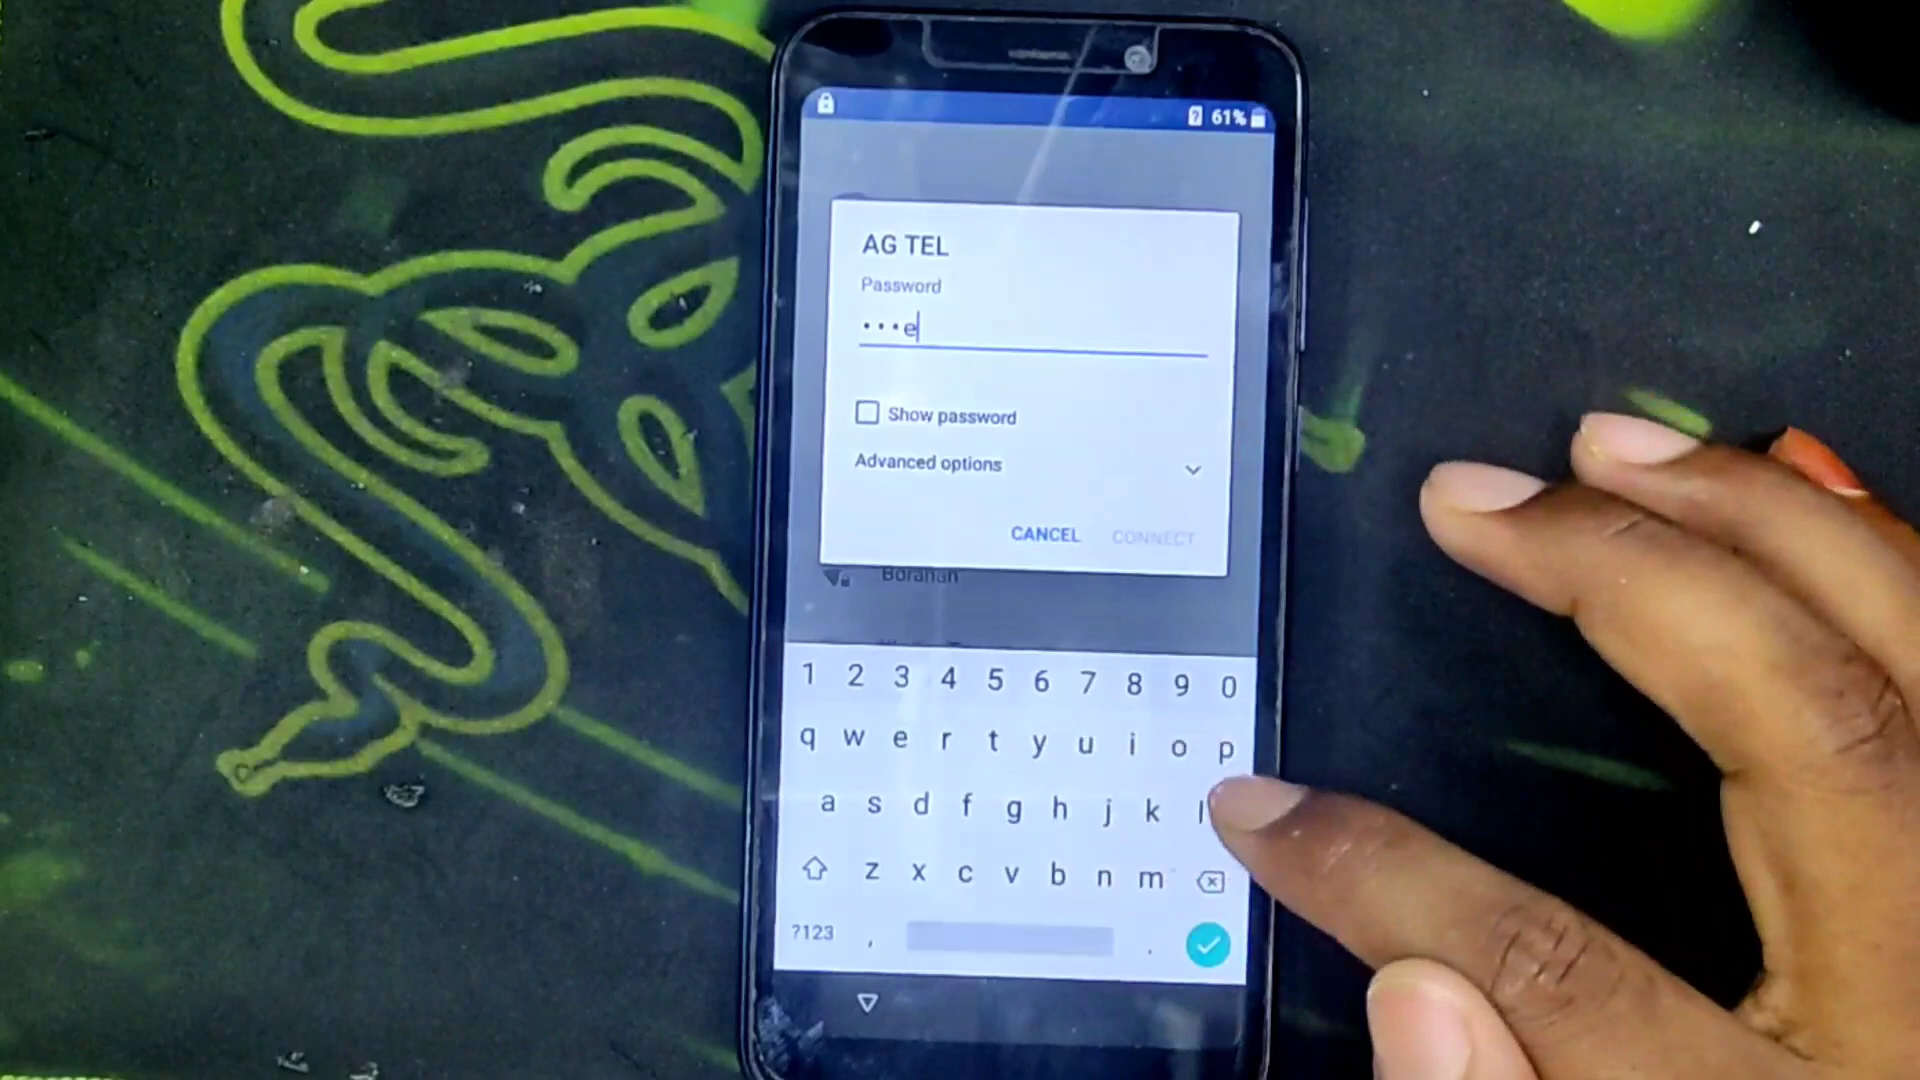 61%
AG TEL
Password
•••e
Show password
Advanced options
CANCEL CONNECT
Borahan
1 2 3 4 5 6 7 8 9 0
q w e r t y u i o p
a s d f g h j k l
z x c v b n m
?123 , .